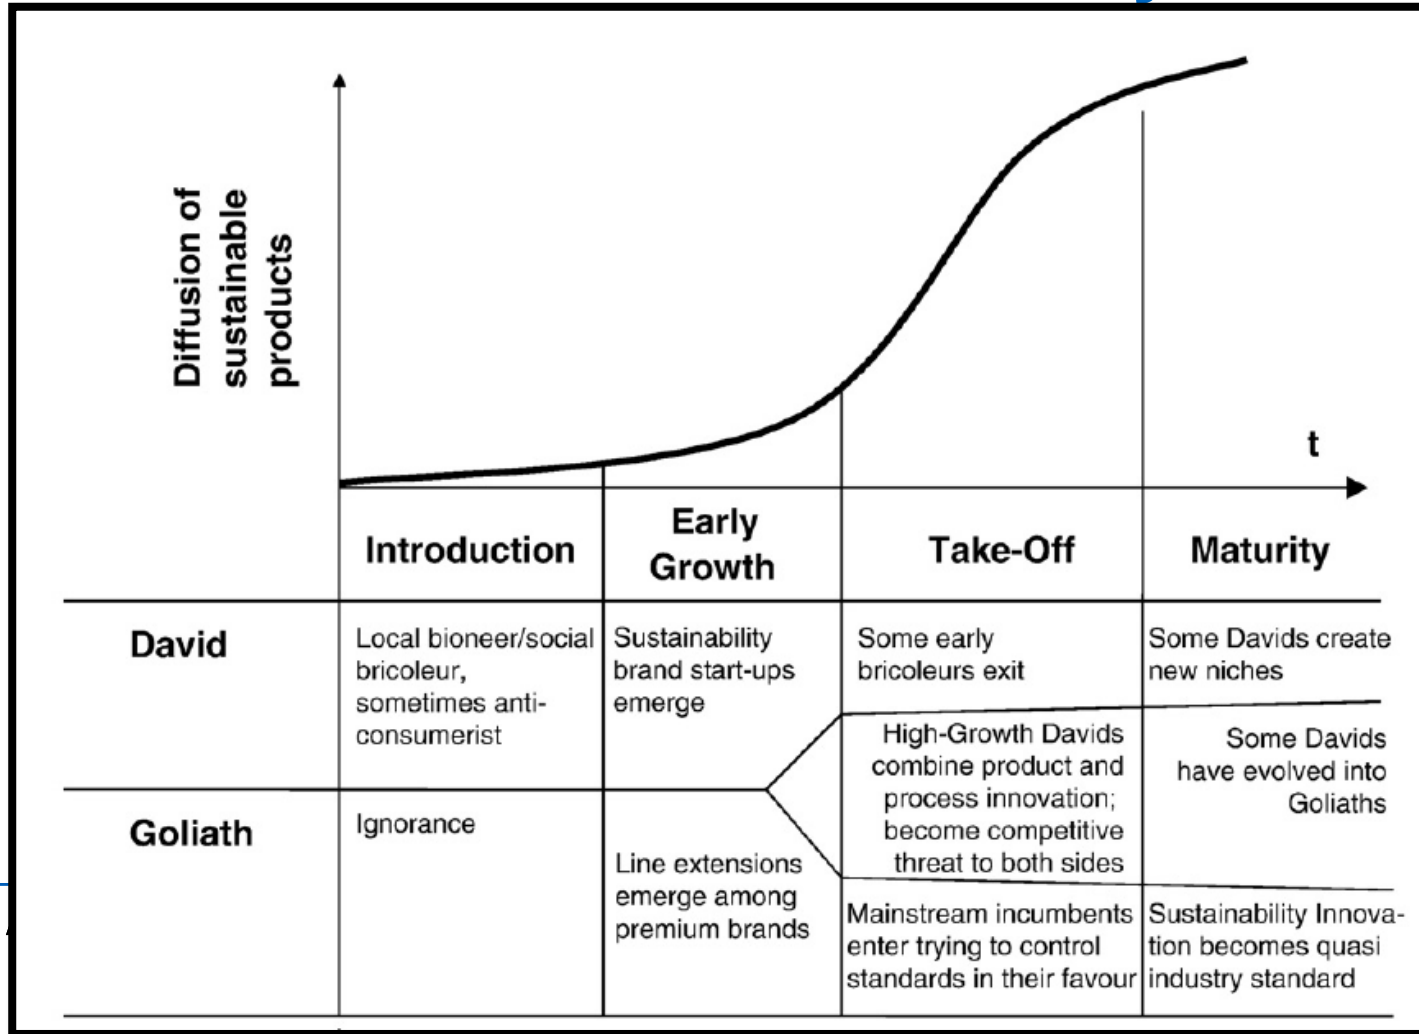 Diffusion of
sustainable
products
t
Introduction
Early
Growth
Take-Off
Maturity
David
Local bioneer/social
bricoleur,
sometimes anti-
consumerist
Sustainability
brand start-ups
emerge
Some early
bricoleurs exit
Some Davids create
new niches
High-Growth Davids
combine product and
process innovation;
become competitive
threat to both sides
Some Davids
have evolved into
Goliaths
Goliath
Ignorance
Line extensions
emerge among
premium brands
Mainstream incumbents
enter trying to control
standards in their favour
Sustainability Innova-
tion becomes quasi
industry standard